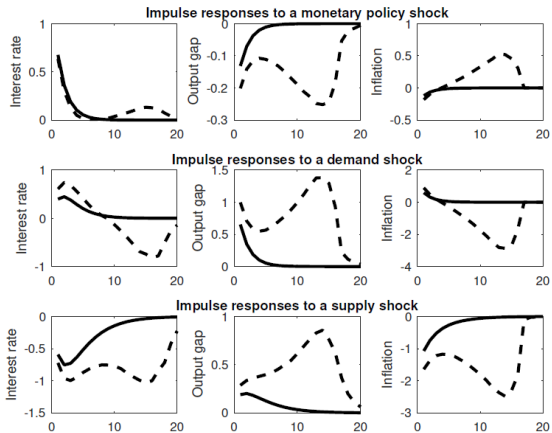 Impulse responses to a monetary policy shock
Interest rate
1
0.5
0
0 10 20
Output gap
0
-0.1
-0.2
-0.3
0 10 20
Inflation
1
0.5
0
-0.5
0 10 20
Impulse responses to a demand shock
Interest rate
1
0
-1
0 10 20
Output gap
1.5
1
0.5
0
0 10 20
Inflation
2
0
-2
-4
0 10 20
Impulse responses to a supply shock
Interest rate
0
-0.5
-1
-1.5
0 10 20
Output gap
1
0.5
0
0 10 20
Inflation
0
-1
-2
-3
0 10 20